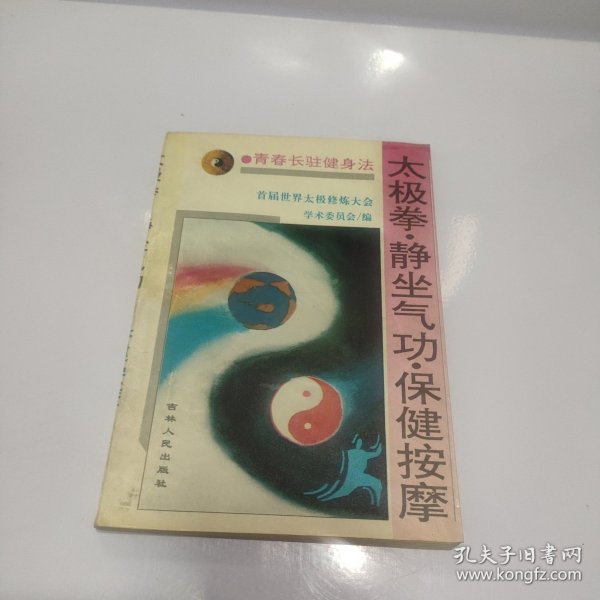 ●青春长驻健身法
首届世界太极修炼大会
学术委员会/编
太极拳·静坐气功·保健按摩
吉林人民出版社
孔夫子旧书网
www.kongfz.com